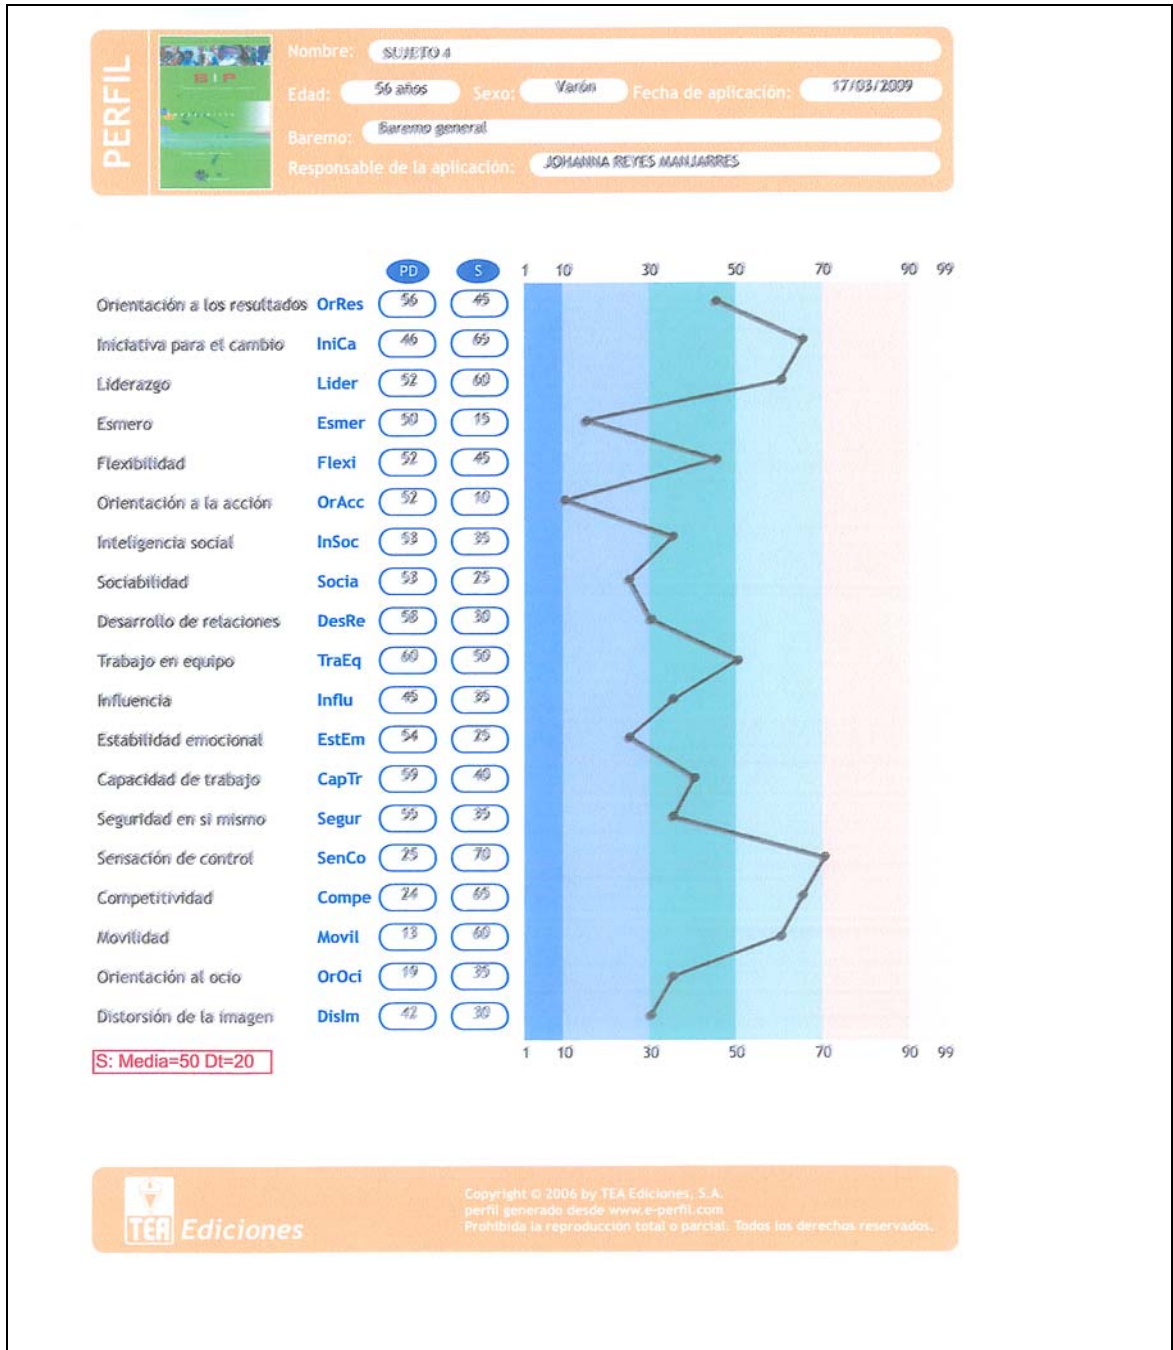 PERFIL
BIP
Nombre: SUJETO 4
Edad: 56 años Sexo: Varón Fecha de aplicación: 17/03/2009
Baremo: Baremo general
Responsable de la aplicación: JOHANNA REYES MANJARRES
PD S 1 10 30 50 70 90 99
Orientación a los resultados OrRes 56 45
Iniciativa para el cambio IniCa 46 65
Liderazgo Lider 52 60
Esmero Esmer 50 15
Flexibilidad Flexi 52 45
Orientación a la acción OrAcc 52 10
Inteligencia social InSoc 53 35
Sociabilidad Socia 53 25
Desarrollo de relaciones DesRe 58 30
Trabajo en equipo TraEq 60 50
Influencia Influ 45 35
Estabilidad emocional EstEm 54 25
Capacidad de trabajo CapTr 59 40
Seguridad en si mismo Segur 55 35
Sensación de control SenCo 25 70
Competitividad Compe 24 65
Movilidad Movil 13 60
Orientación al ocio OrOci 19 35
Distorsión de la imagen DisIm 42 30
S: Media=50 Dt=20
1 10 30 50 70 90 99
TEA Ediciones
Copyright © 2006 by TEA Ediciones, S.A.
perfil generado desde www.e-perfil.com
Prohibida la reproducción total o parcial. Todos los derechos reservados.